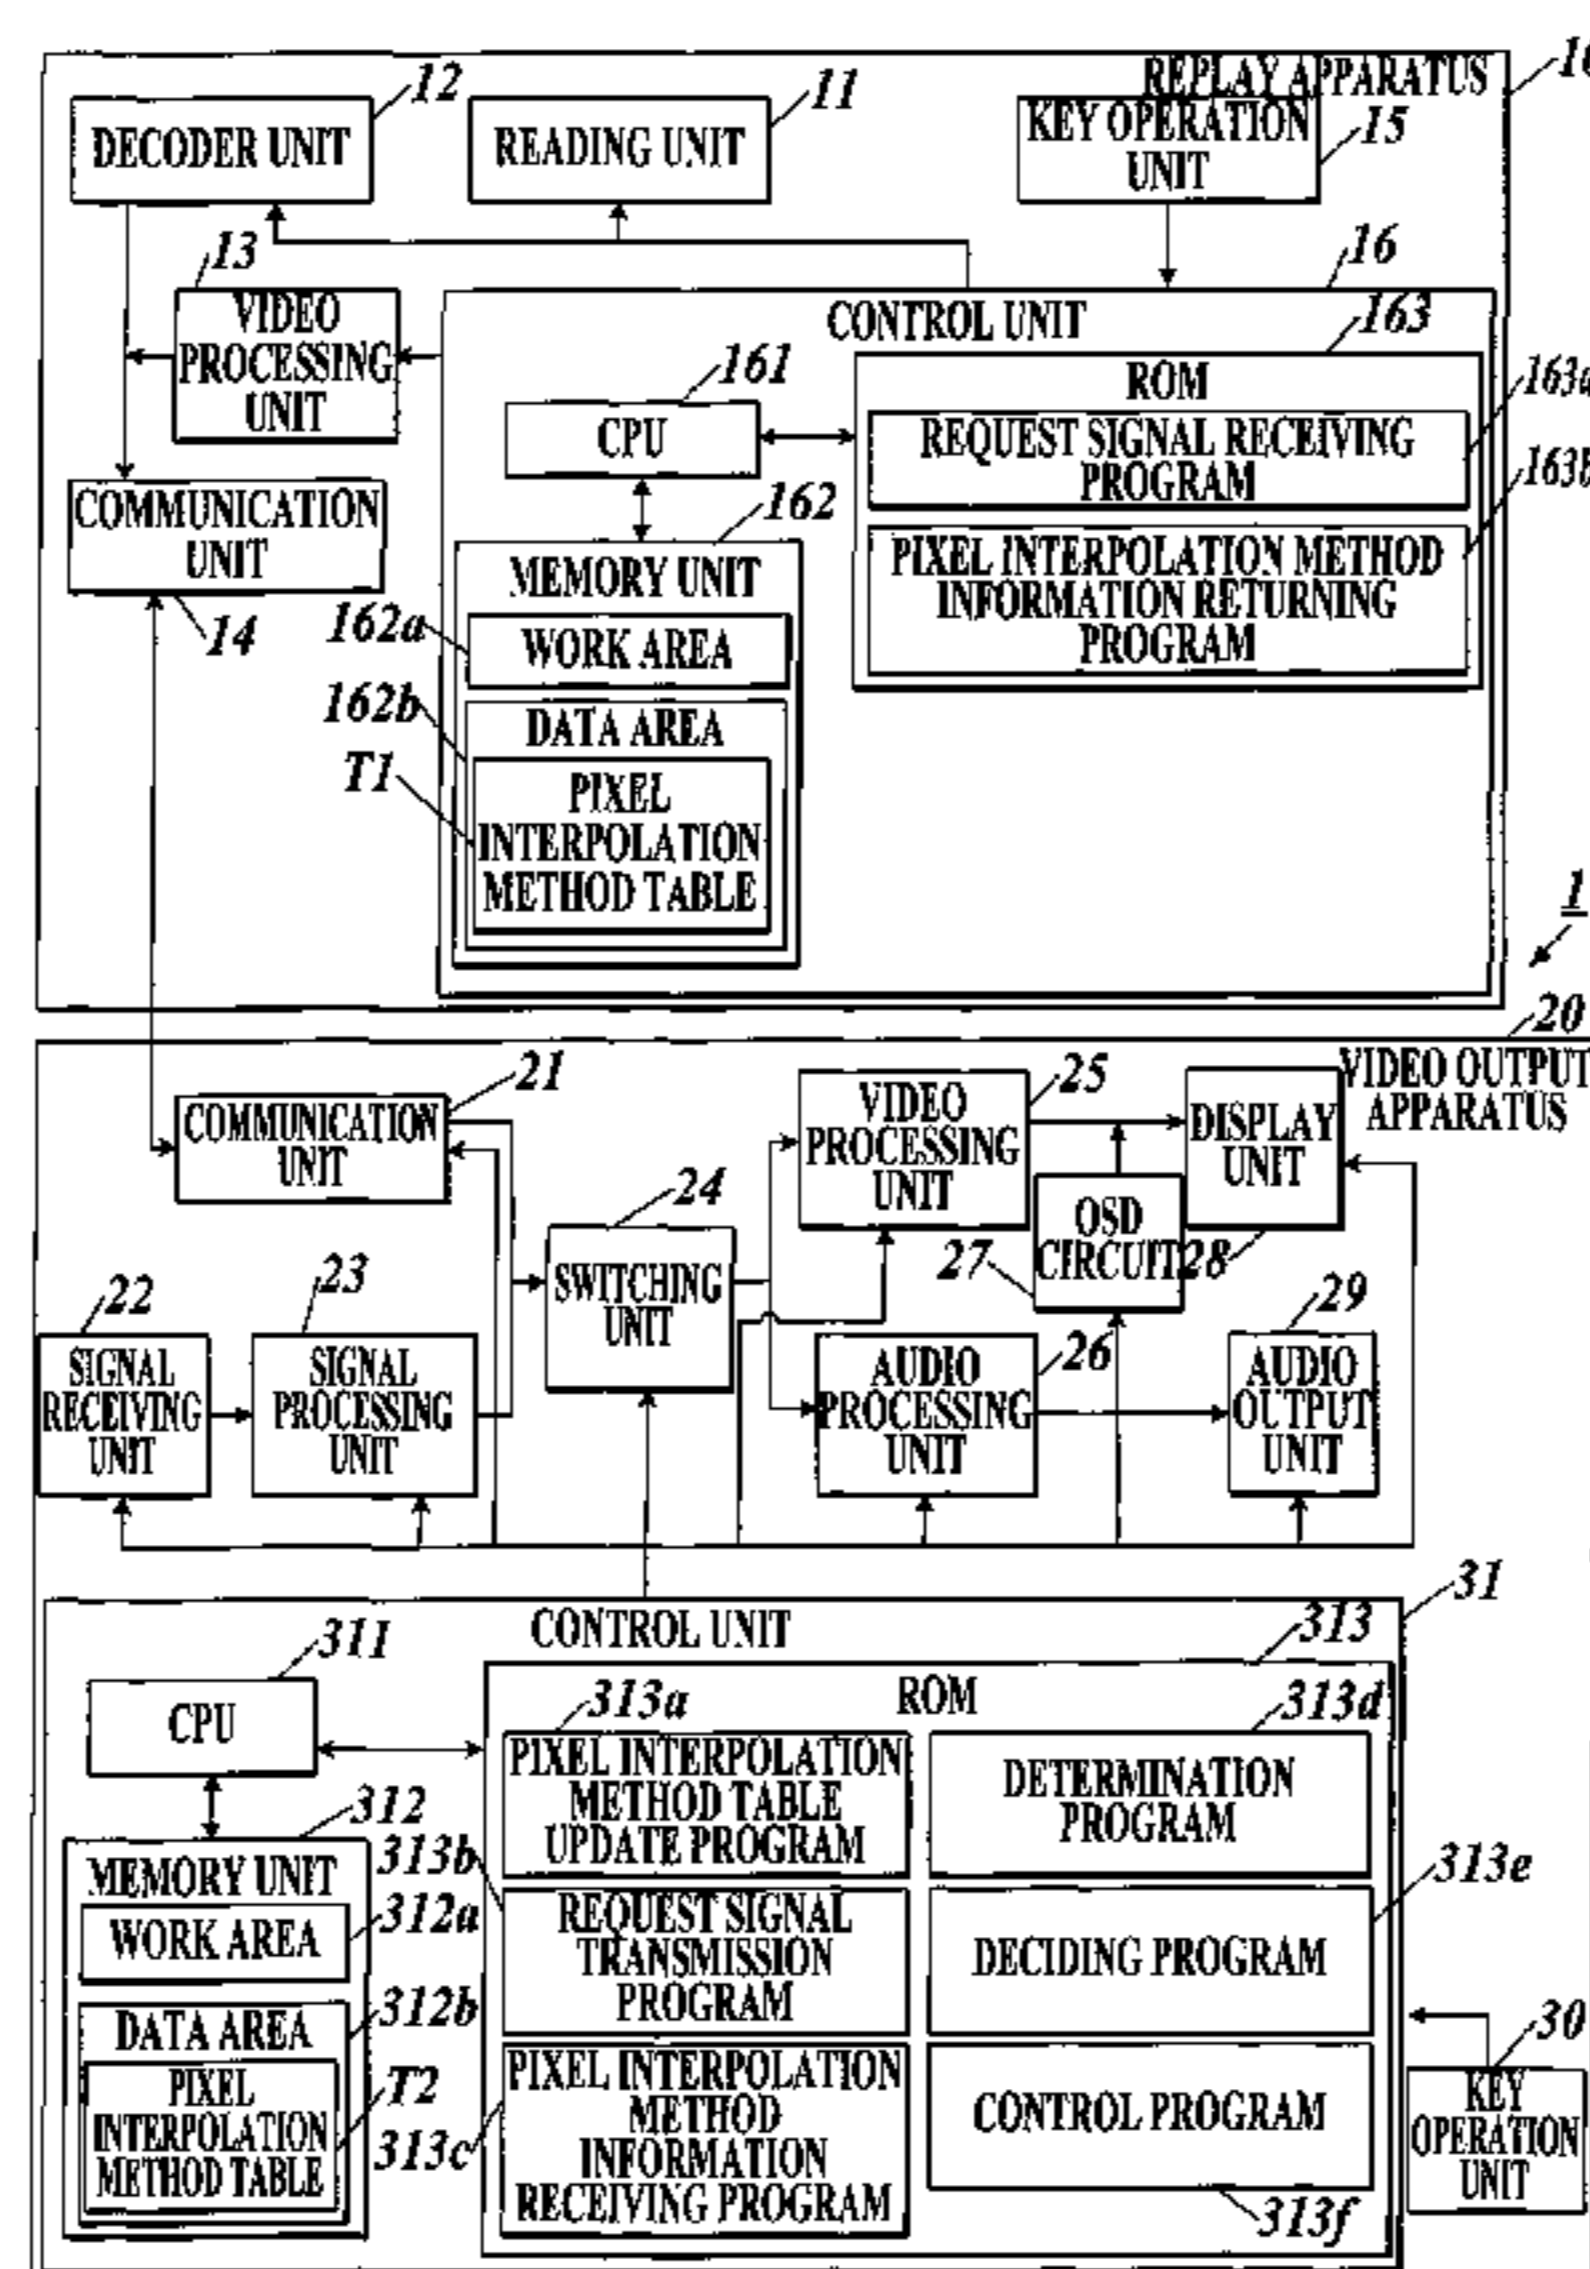 REPLAY APPARATUS
12
11
15
DECODER UNIT
READING UNIT
KEY OPERATION
UNIT
13
16
VIDEO
PROCESSING
UNIT
CONTROL UNIT
163
161
CPU
ROM
163a
REQUEST SIGNAL RECEIVING
PROGRAM
163b
PIXEL INTERPOLATION METHOD
INFORMATION RETURNING
PROGRAM
COMMUNICATION
UNIT
14
162
MEMORY UNIT
162a
WORK AREA
162b
DATA AREA
T1
PIXEL
INTERPOLATION
METHOD TABLE
1
20
VIDEO OUTPUT
APPARATUS
21
COMMUNICATION
UNIT
25
VIDEO
PROCESSING
UNIT
DISPLAY
UNIT
28
24
SWITCHING
UNIT
27
OSD
CIRCUIT
22
SIGNAL
RECEIVING
UNIT
23
SIGNAL
PROCESSING
UNIT
26
AUDIO
PROCESSING
UNIT
29
AUDIO
OUTPUT
UNIT
31
CONTROL UNIT
311
CPU
313
ROM
313a
PIXEL INTERPOLATION
METHOD TABLE
UPDATE PROGRAM
313d
DETERMINATION
PROGRAM
312
MEMORY UNIT
312a
WORK AREA
312b
DATA AREA
T2
PIXEL
INTERPOLATION
METHOD TABLE
313b
REQUEST SIGNAL
TRANSMISSION
PROGRAM
313e
DECIDING PROGRAM
313c
PIXEL INTERPOLATION
METHOD
INFORMATION
RECEIVING PROGRAM
CONTROL PROGRAM
313f
30
KEY
OPERATION
UNIT